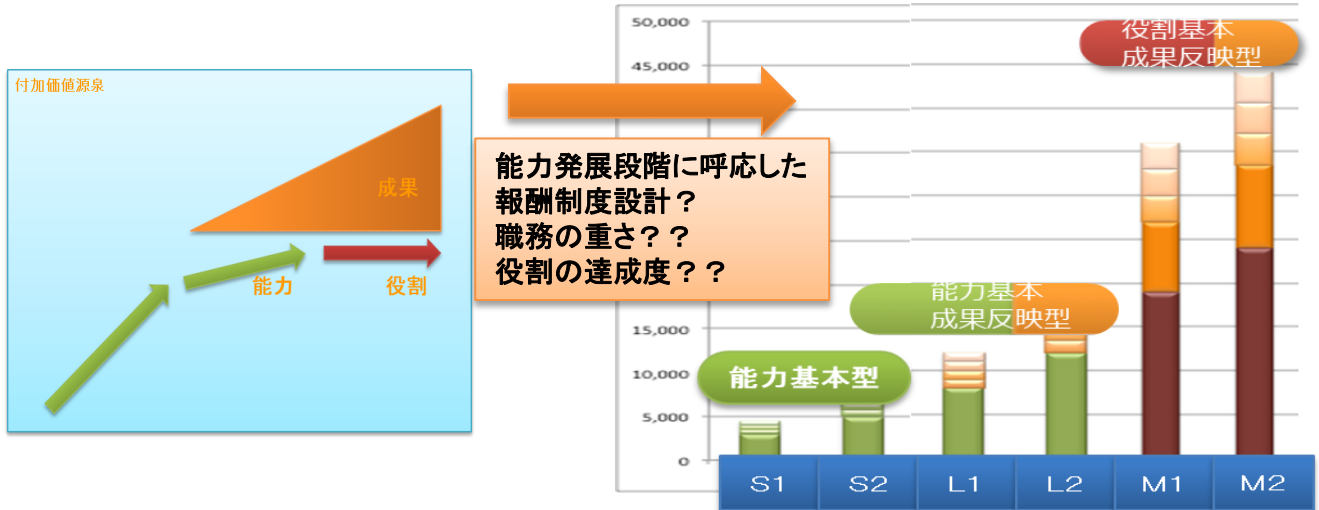 付加価値源泉
成果
能力
役割
能力発展段階に呼応した
報酬制度設計？
職務の重さ？？
役割の達成度？？
50,000
45,000
15,000
10,000
5,000
0
役割基本
成果反映型
能力基本
成果反映型
能力基本型
S1 S2 L1 L2 M1 M2